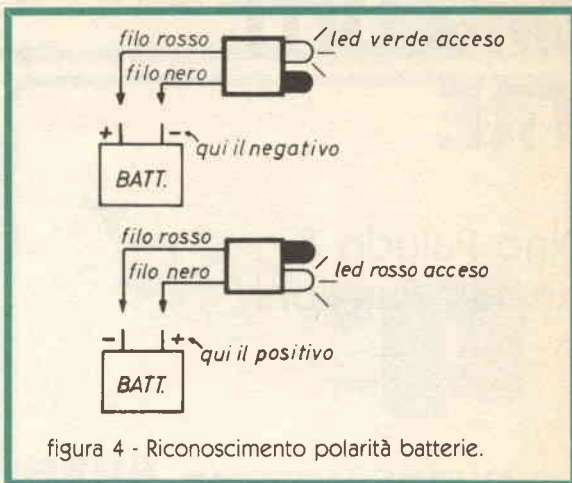 filo rosso
led verde acceso
filo nero
+ -
qui il negativo
BATT.
filo rosso
filo nero
led rosso acceso
- +
qui il positivo
BATT.
figura 4 - Riconoscimento polarità batterie.